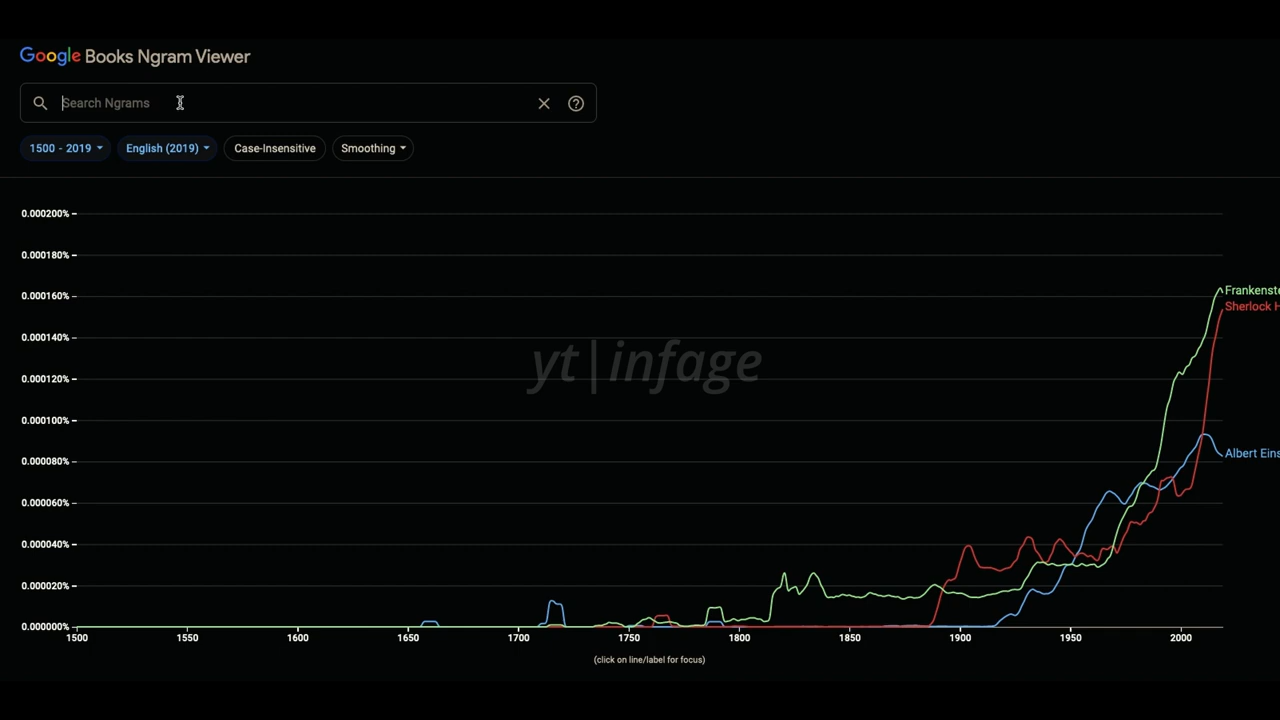 Google Books Ngram Viewer
Search Ngrams
1500 - 2019 English (2019) Case-Insensitive Smoothing
0.000200%
0.000180%
0.000160%
0.000140%
0.000120%
0.000100%
0.000080%
0.000060%
0.000040%
0.000020%
0.000000%
Frankenste
Sherlock H
Albert Eins
yt|infage
1500 1550 1600 1650 1700 1750 1800 1850 1900 1950 2000
(click on line/label for focus)